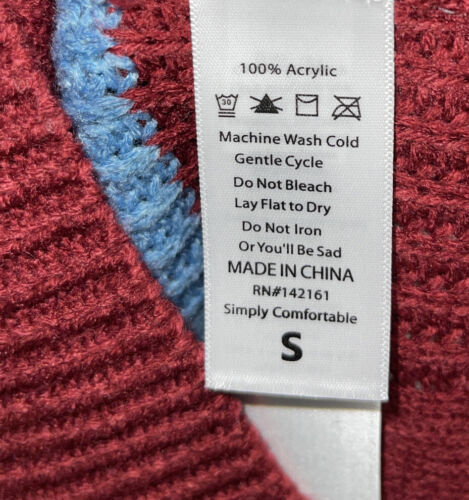 100% Acrylic
30
Machine Wash Cold
Gentle Cycle
Do Not Bleach
Lay Flat to Dry
Do Not Iron
Or You'll Be Sad
MADE IN CHINA
RN#142161
Simply Comfortable
S